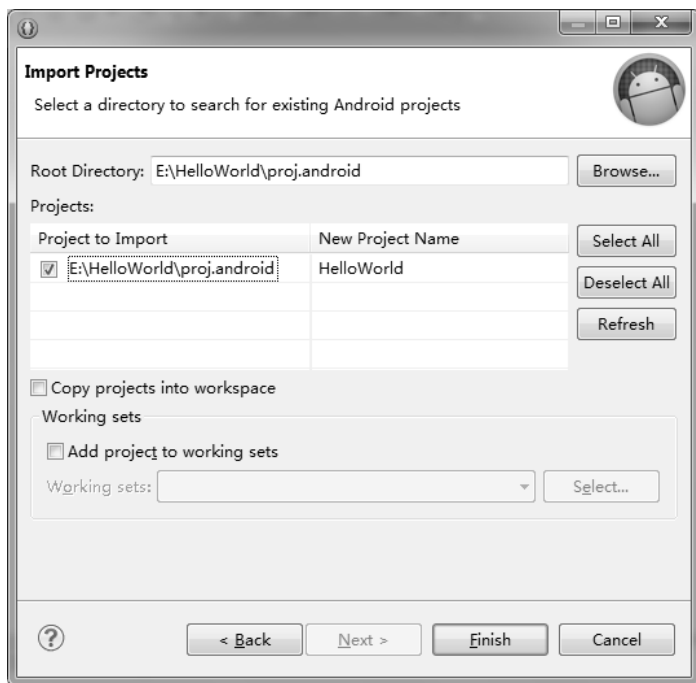 Import Projects
Select a directory to search for existing Android projects
Root Directory: E:\HelloWorld\proj.android Browse...
Projects:
Project to Import New Project Name Select All
E:\HelloWorld\proj.android HelloWorld
Deselect All
Refresh
Copy projects into workspace
Working sets
Add project to working sets
Working sets: Select...
< Back Next > Finish Cancel